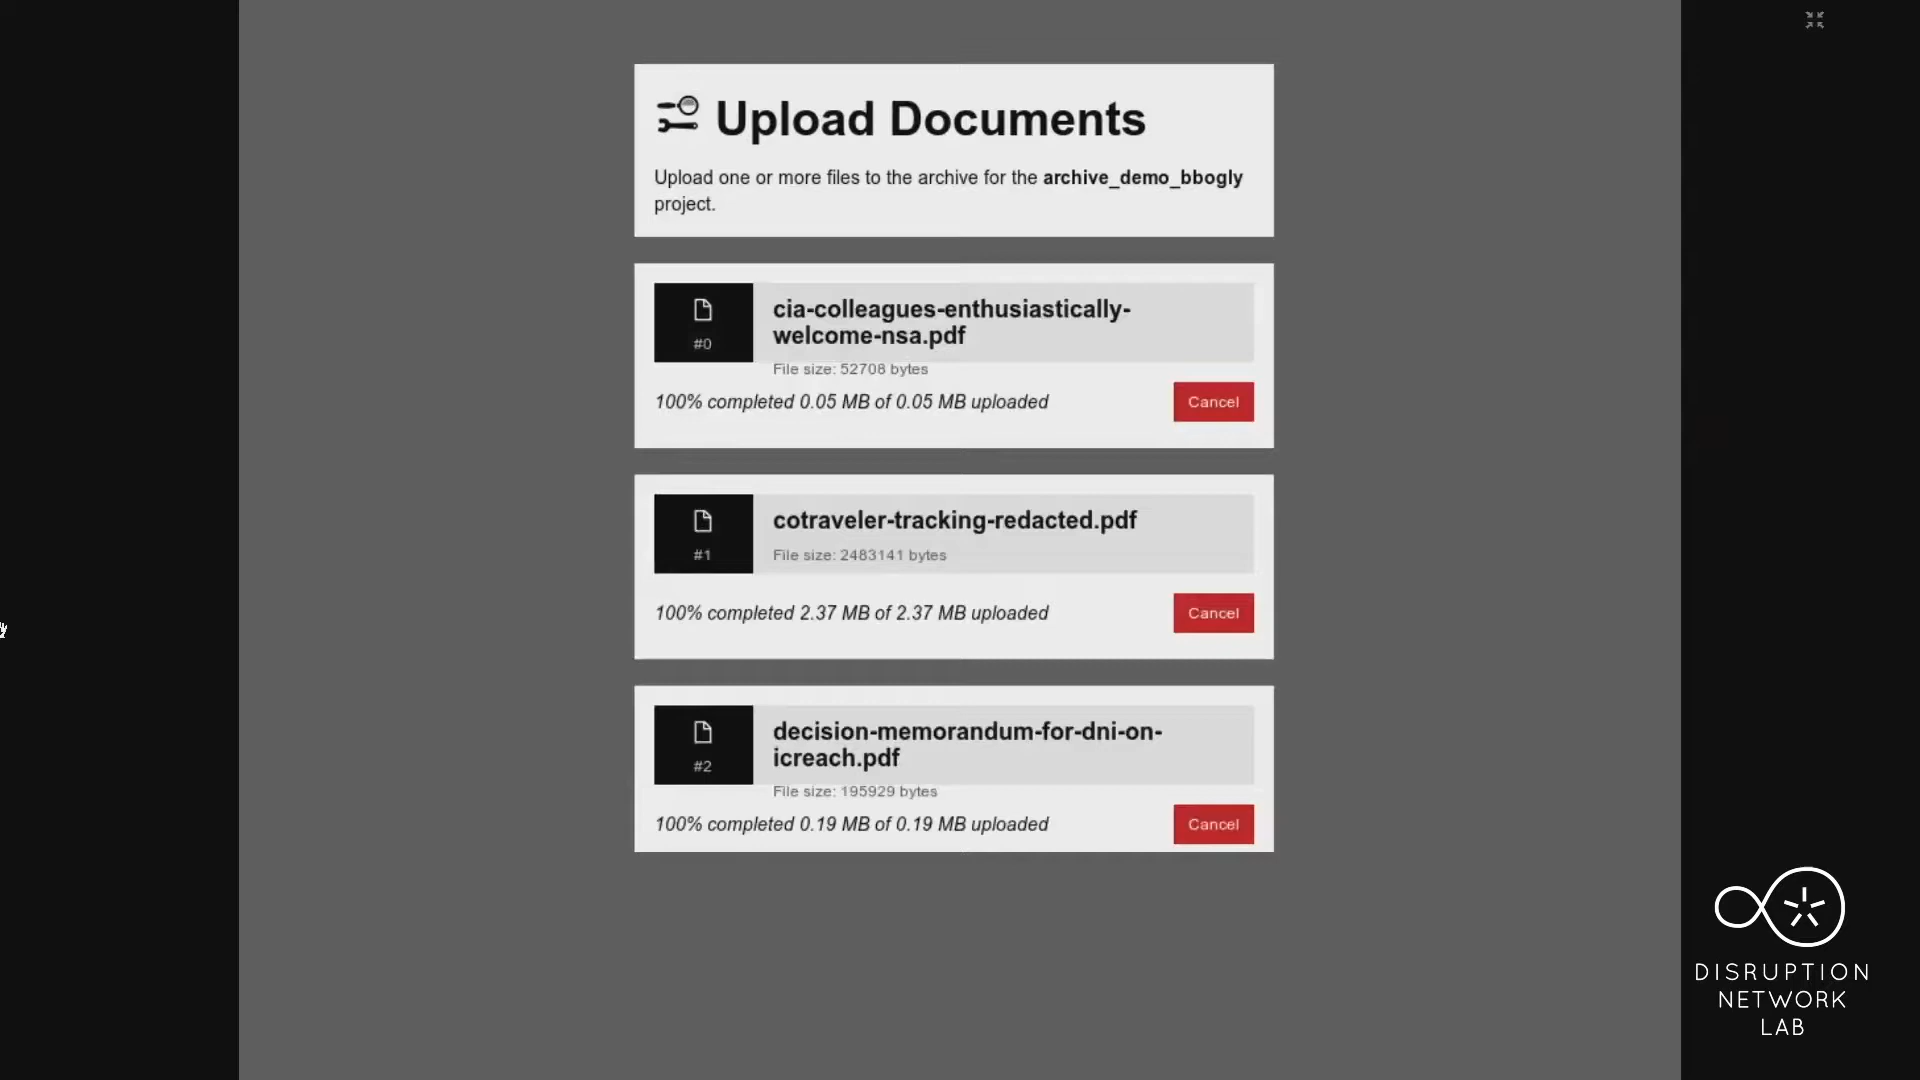 Upload Documents
Upload one or more files to the archive for the archive_demo_bbogly
project.
#0
cia-colleagues-enthusiastically-
welcome-nsa.pdf
File size: 52708 bytes
100% completed 0.05 MB of 0.05 MB uploaded
Cancel
#1
cotraveler-tracking-redacted.pdf
File size: 2483141 bytes
100% completed 2.37 MB of 2.37 MB uploaded
Cancel
#2
decision-memorandum-for-dni-on-
icreach.pdf
File size: 195929 bytes
100% completed 0.19 MB of 0.19 MB uploaded
Cancel
DISRUPTION
NETWORK
LAB